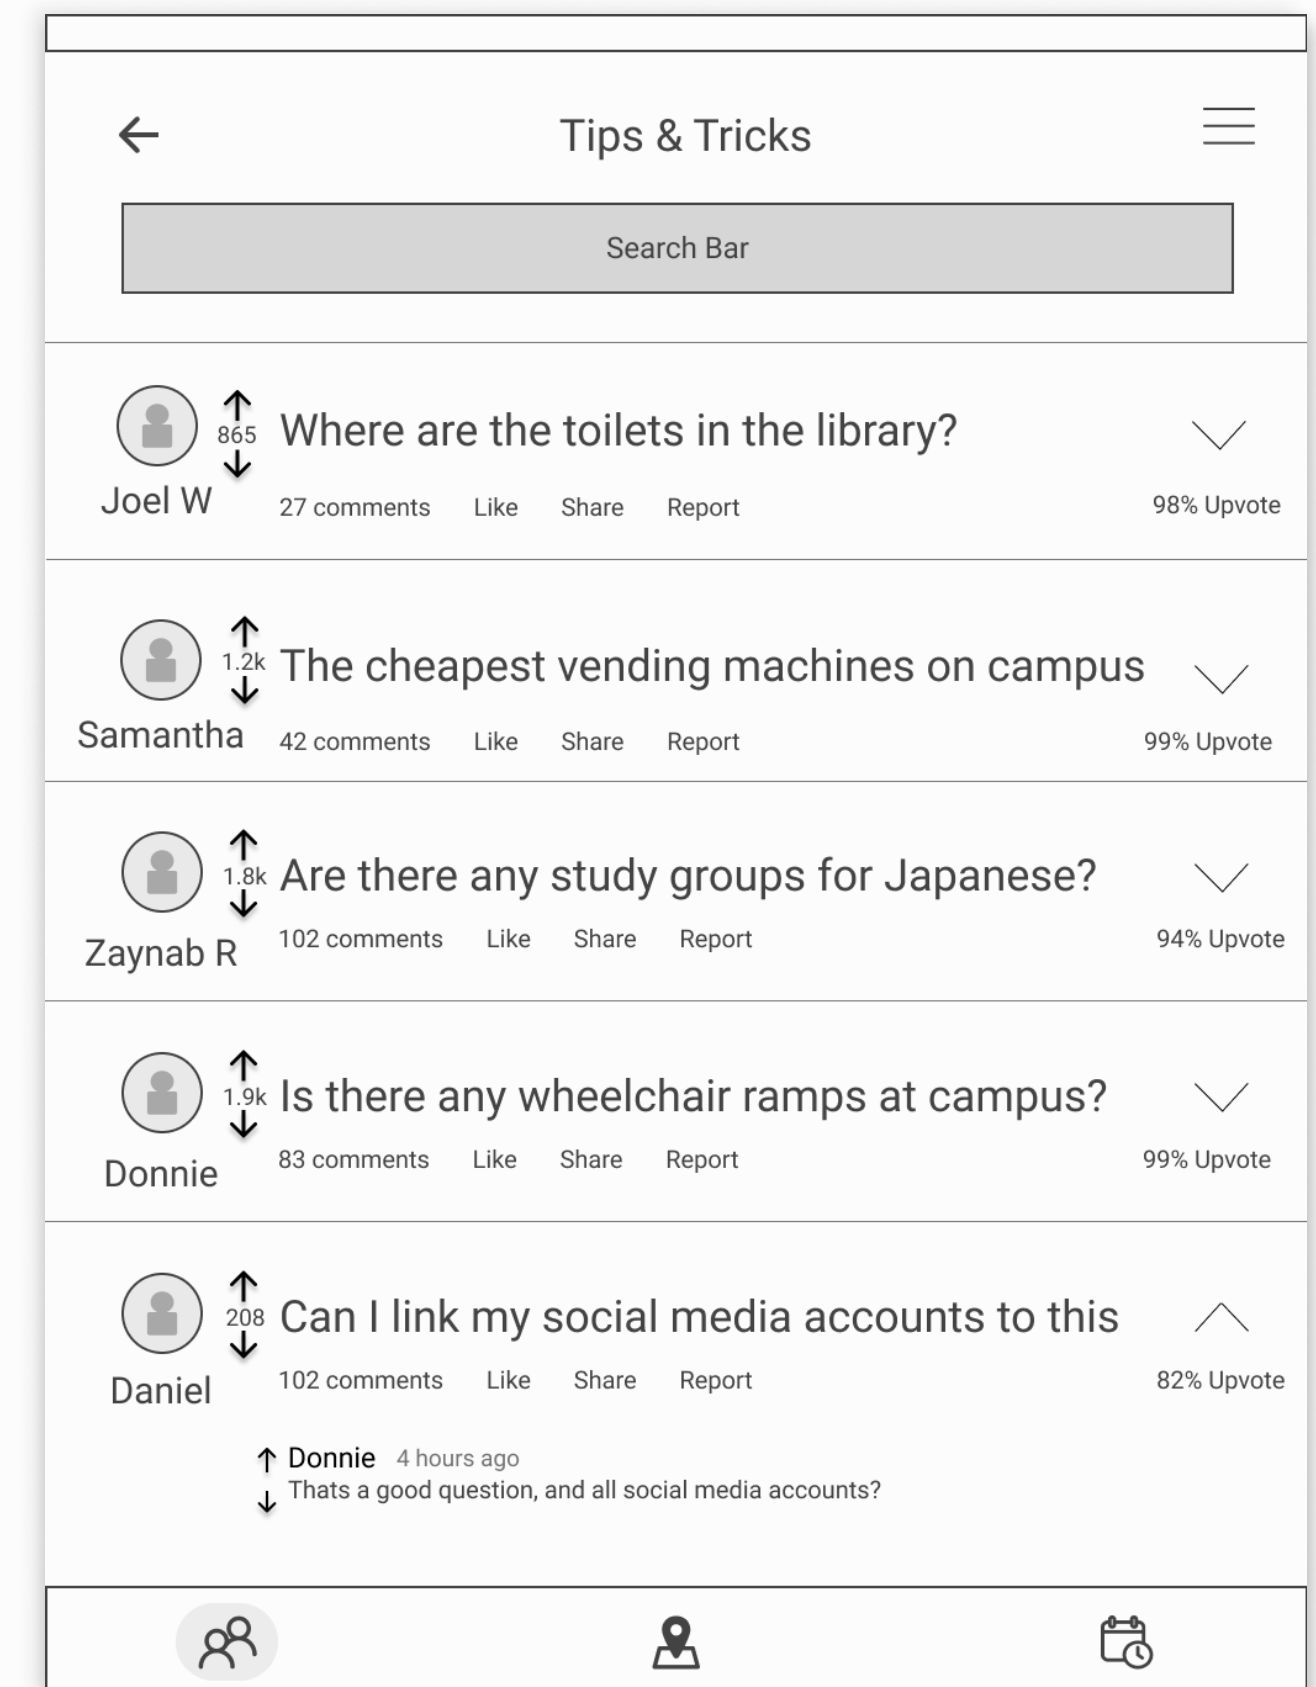 Tips & Tricks
Search Bar
865
Where are the toilets in the library?
Joel W
27 comments Like Share Report
98% Upvote
1.2k
The cheapest vending machines on campus
Samantha
42 comments Like Share Report
99% Upvote
1.8k
Are there any study groups for Japanese?
Zaynab R
102 comments Like Share Report
94% Upvote
1.9k
Is there any wheelchair ramps at campus?
Donnie
83 comments Like Share Report
99% Upvote
208
Can I link my social media accounts to this
Daniel
102 comments Like Share Report
82% Upvote
Donnie 4 hours ago
Thats a good question, and all social media accounts?